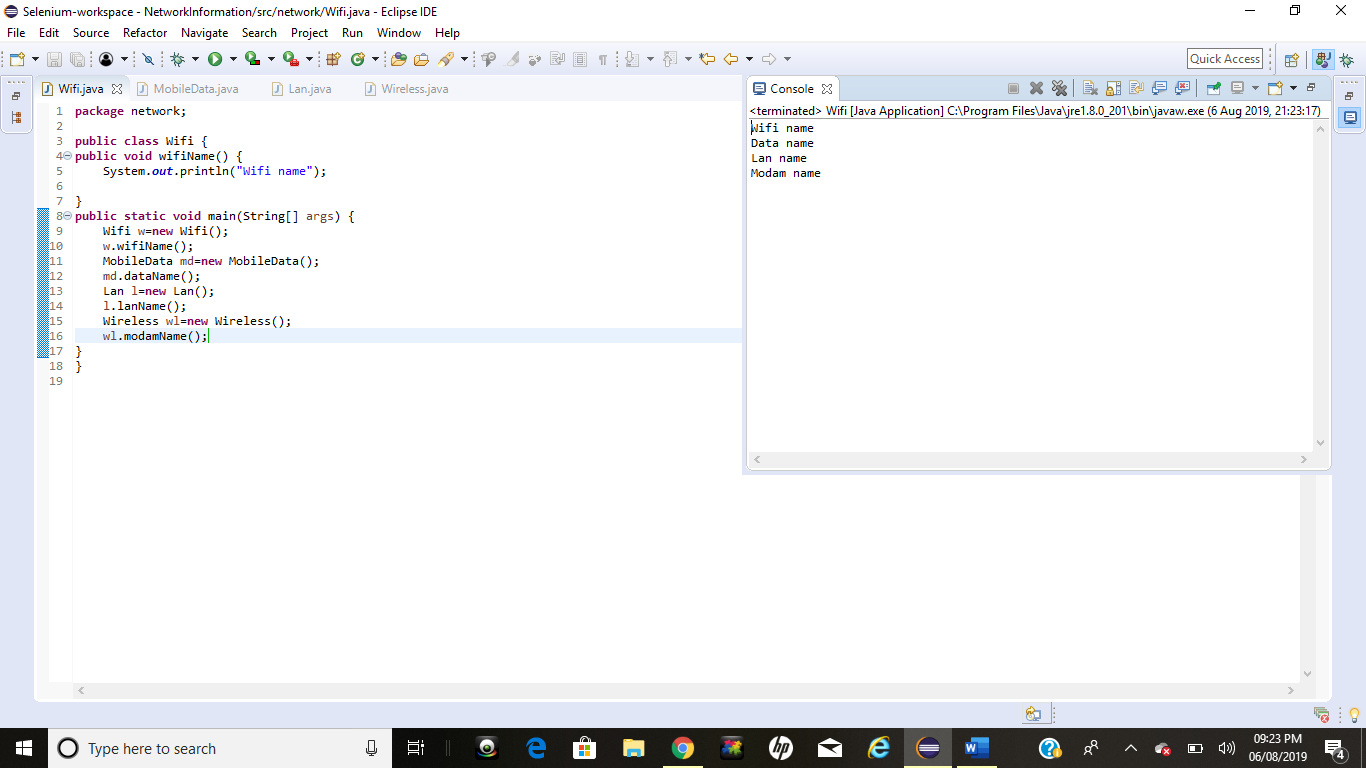 Selenium-workspace - NetworkInformation/src/network/Wifi.java - Eclipse IDE
File Edit Source Refactor Navigate Search Project Run Window Help
Quick Access
Wifi.java MobileData.java Lan.java Wireless.java
1 package network;
2
3 public class Wifi {
4 public void wifiName() {
5 System.out.println("Wifi name");
6
7 }
8 public static void main(String[] args) {
9 Wifi w=new Wifi();
10 w.wifiName();
11 MobileData md=new MobileData();
12 md.dataName();
13 Lan l=new Lan();
14 l.lanName();
15 Wireless wl=new Wireless();
16 wl.modamName();
17 }
18 }
19
Console
<terminated> Wifi [Java Application] C:\Program Files\Java\jre1.8.0_201\bin\javaw.exe (6 Aug 2019, 21:23:17)
Wifi name
Data name
Lan name
Modam name
Type here to search
09:23 PM
06/08/2019
4